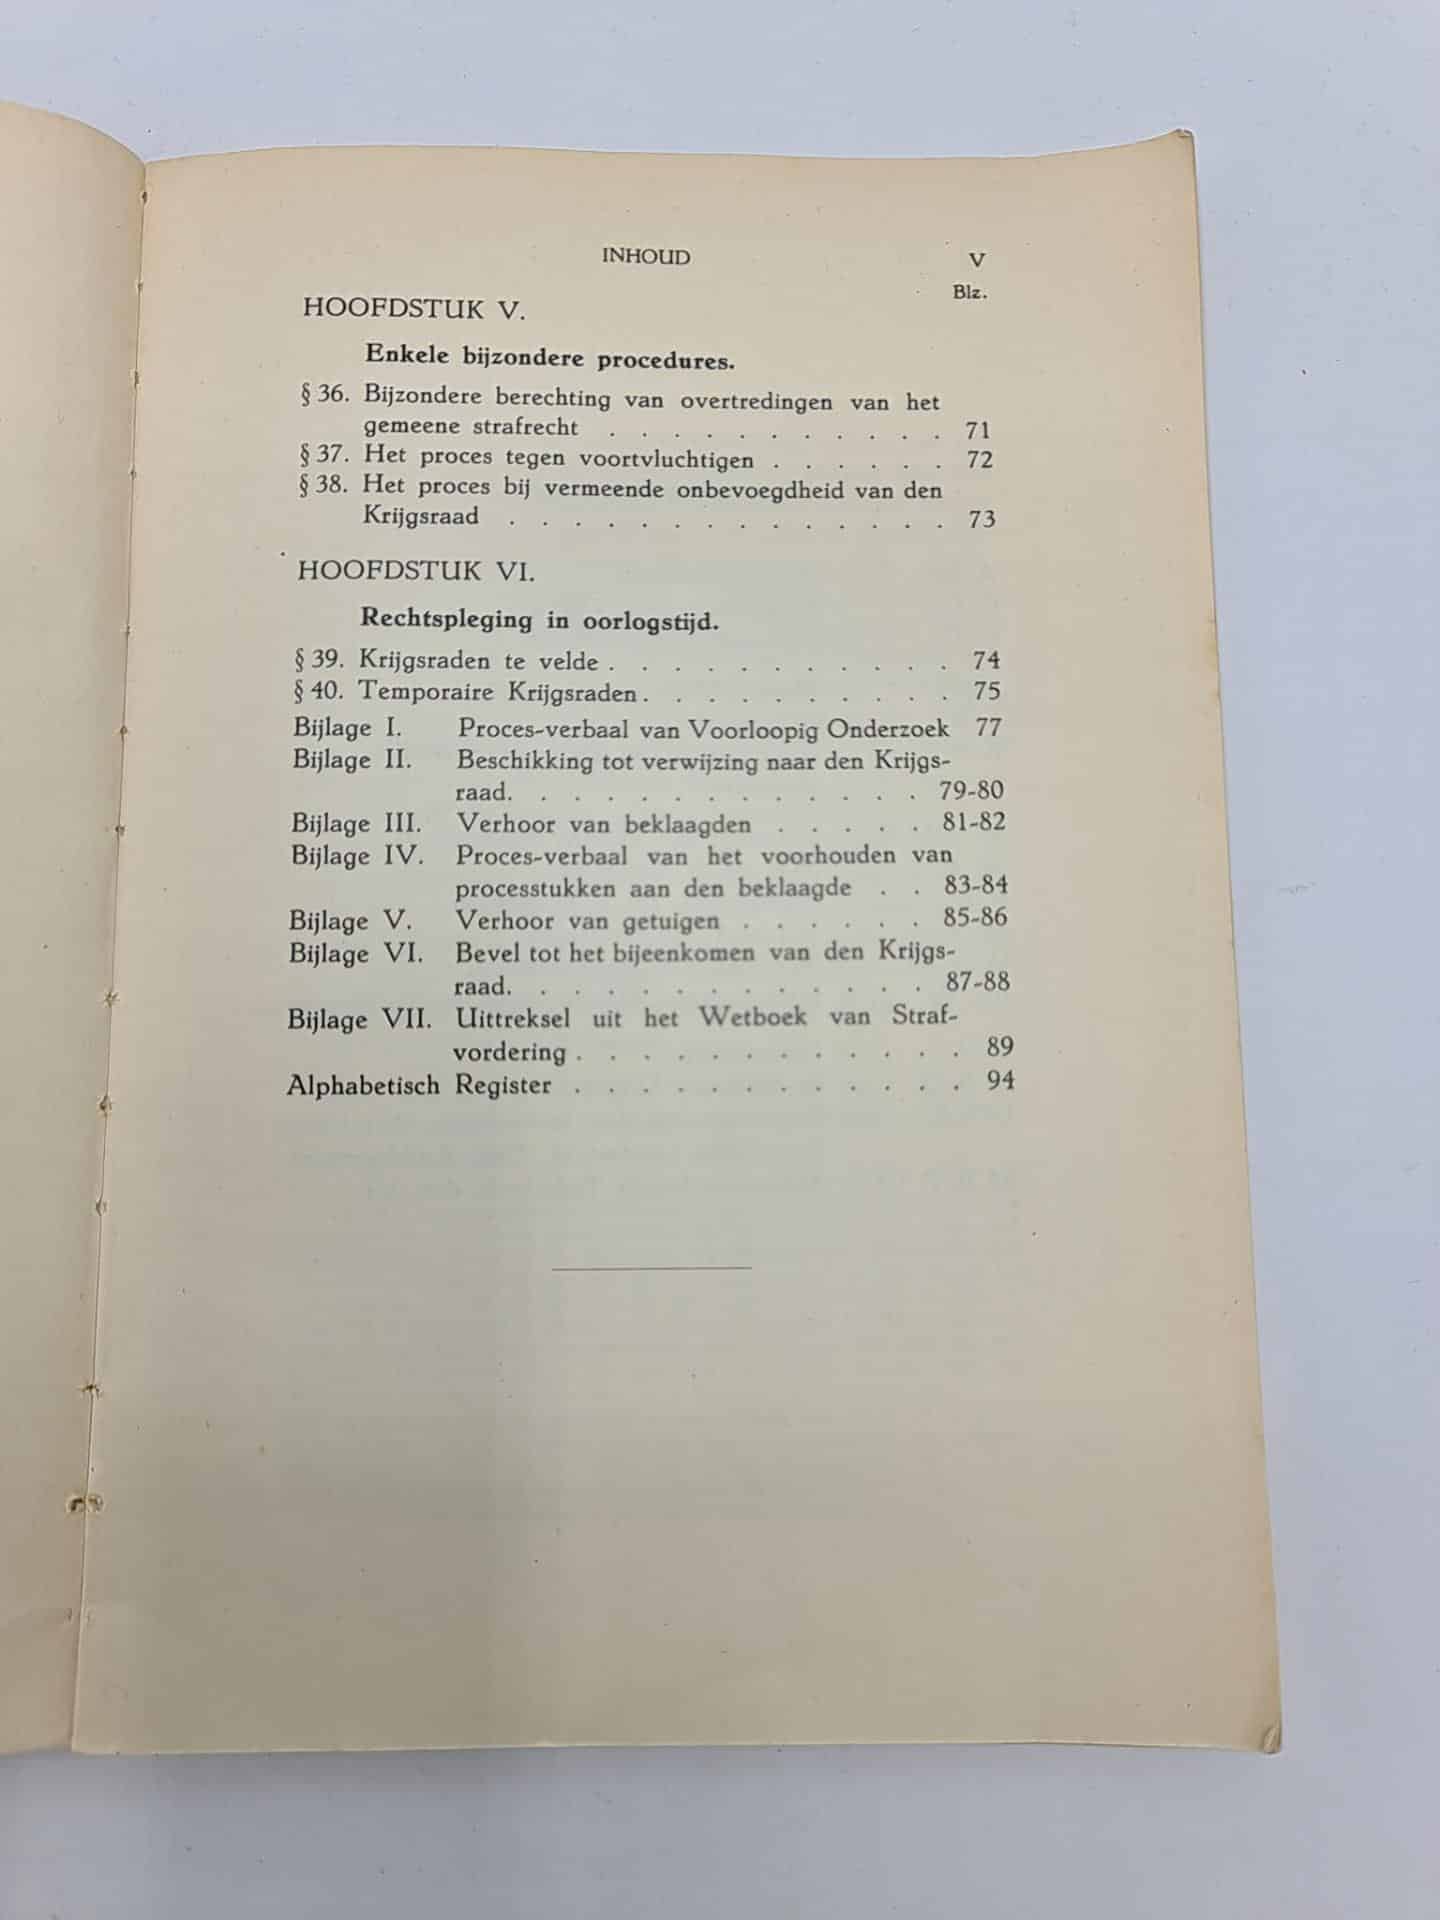 INHOUD V
Blz.
HOOFDSTUK V.
Enkele bijzondere procedures.
§ 36. Bijzondere berechting van overtredingen van het
gemeene strafrecht . . . . . . . . . . . 71
§ 37. Het proces tegen voortvluchtigen . . . . . . 72
§ 38. Het proces bij vermeende onbevoegdheid van den
Krijgsraad . . . . . . . . . . . . . . 73
HOOFDSTUK VI.
Rechtspleging in oorlogstijd.
§ 39. Krijgsraden te velde . . . . . . . . . . . 74
§ 40. Temporaire Krijgsraden . . . . . . . . . . 75
Bijlage I. Proces-verbaal van Voorloopig Onderzoek 77
Bijlage II. Beschikking tot verwijzing naar den Krijgs-
raad. . . . . . . . . . . . . . 79-80
Bijlage III. Verhoor van beklaagden . . . . . 81-82
Bijlage IV. Proces-verbaal van het voorhouden van
processtukken aan den beklaagde . . 83-84
Bijlage V. Verhoor van getuigen . . . . . . 85-86
Bijlage VI. Bevel tot het bijeenkomen van den Krijgs-
raad. . . . . . . . . . . . . . 87-88
Bijlage VII. Uittreksel uit het Wetboek van Straf-
vordering . . . . . . . . . . . . 89
Alphabetisch Register . . . . . . . . . . . . 94